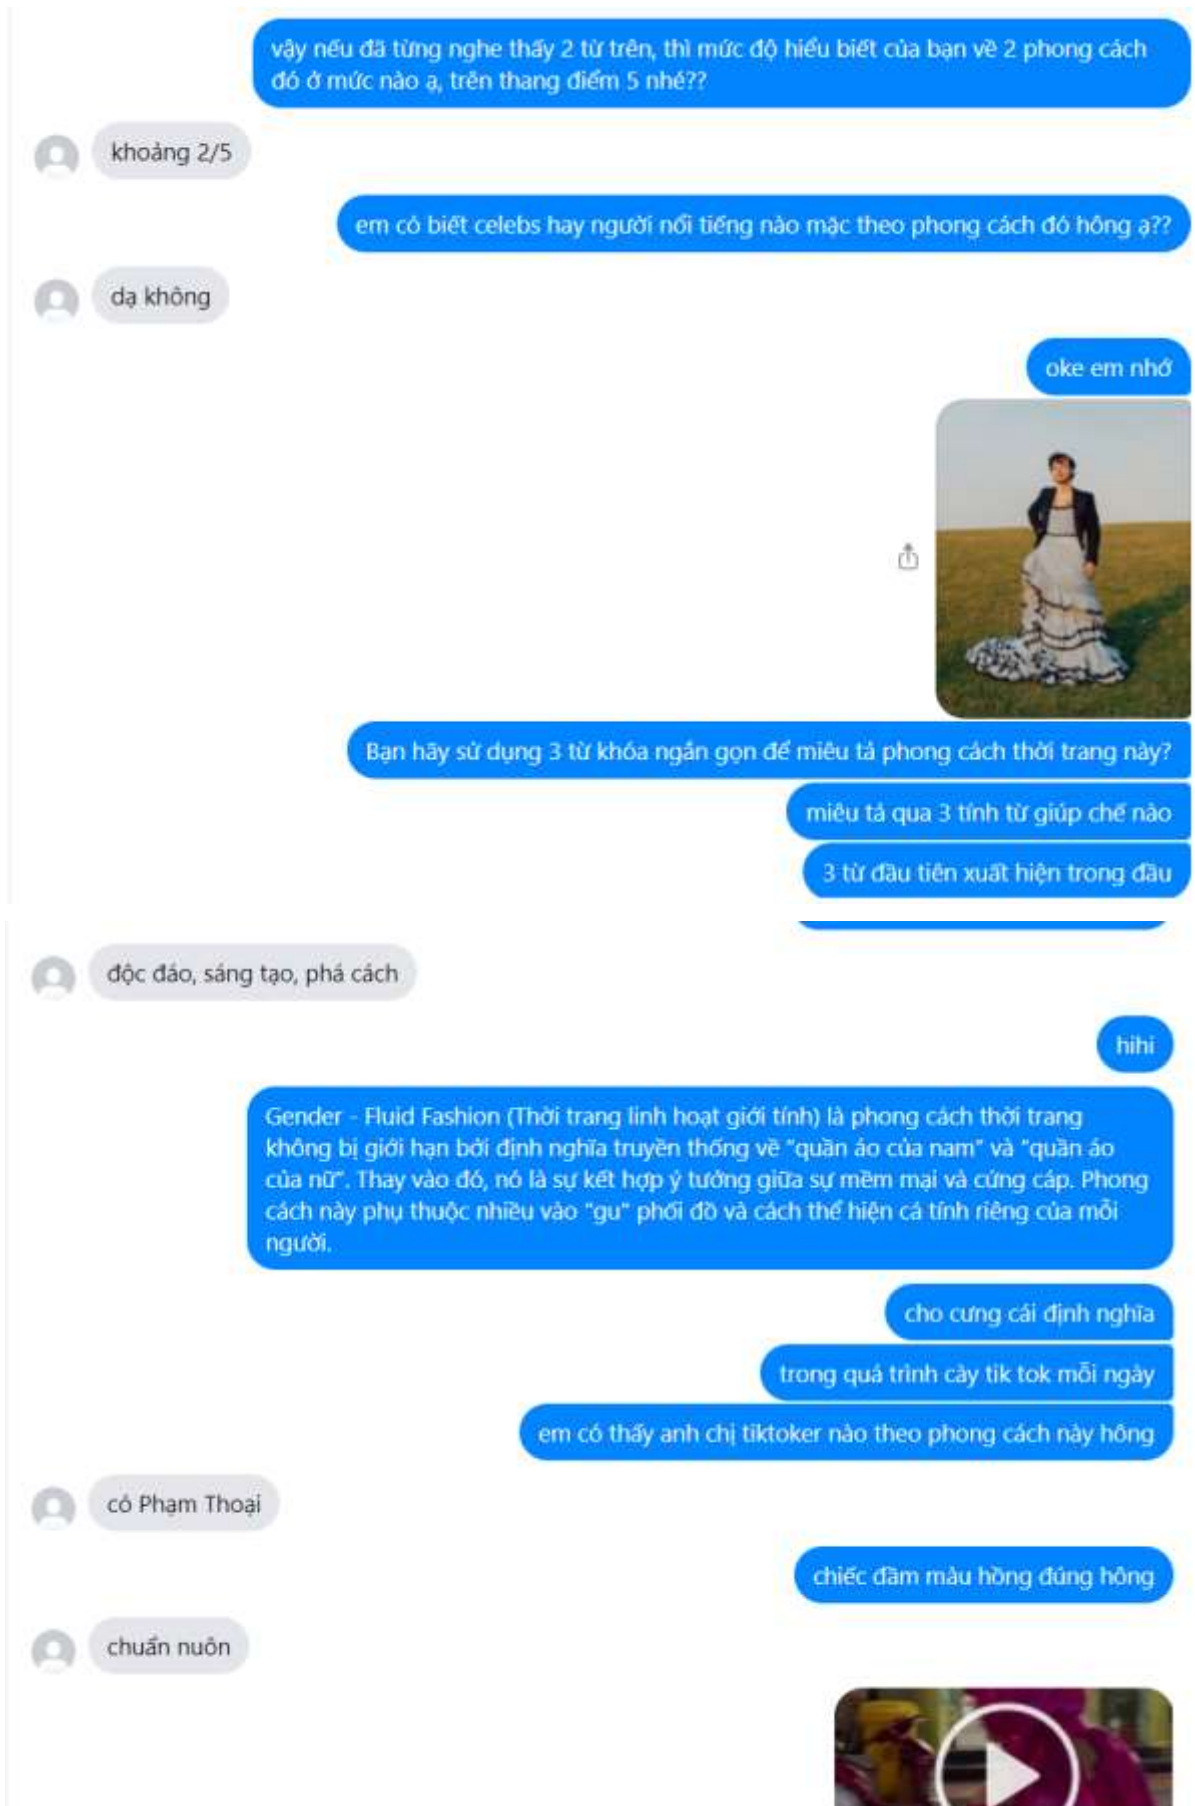 vậy nếu đã từng nghe thấy 2 từ trên, thì mức độ hiểu biết của bạn về 2 phong cách
đó ở mức nào ạ, trên thang điểm 5 nhé??
khoảng 2/5
em có biết celebs hay người nổi tiếng nào mặc theo phong cách đó hông ạ??
dạ không
oke em nhớ
Bạn hãy sử dụng 3 từ khóa ngắn gọn để miêu tả phong cách thời trang này?
miêu tả qua 3 tính từ giúp chế nào
3 từ đầu tiên xuất hiện trong đầu
độc đáo, sáng tạo, phá cách
hihi
Gender - Fluid Fashion (Thời trang linh hoạt giới tính) là phong cách thời trang
không bị giới hạn bởi định nghĩa truyền thống về "quần áo của nam" và "quần áo
của nữ". Thay vào đó, nó là sự kết hợp ý tưởng giữa sự mềm mại và cứng cáp. Phong
cách này phụ thuộc nhiều vào "gu" phối đồ và cách thể hiện cá tính riêng của mỗi
người.
cho cưng cái định nghĩa
trong quá trình cày tik tok mỗi ngày
em có thấy anh chị tiktoker nào theo phong cách này hông
có Phạm Thoại
chiếc đầm màu hồng đúng hông
chuẩn nuôn